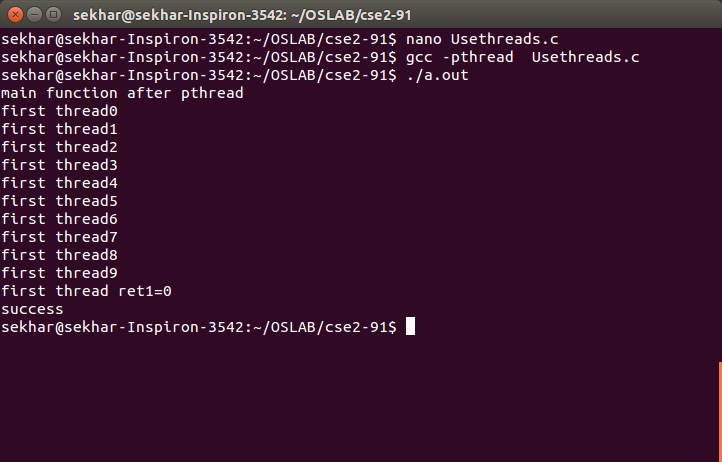 sekhar@sekhar-Inspiron-3542: ~/OSLAB/cse2-91
sekhar@sekhar-Inspiron-3542:~/OSLAB/cse2-91$ nano Usethreads.c
sekhar@sekhar-Inspiron-3542:~/OSLAB/cse2-91$ gcc -pthread  Usethreads.c
sekhar@sekhar-Inspiron-3542:~/OSLAB/cse2-91$ ./a.out
main function after pthread
first thread0
first thread1
first thread2
first thread3
first thread4
first thread5
first thread6
first thread7
first thread8
first thread9
first thread ret1=0
success
sekhar@sekhar-Inspiron-3542:~/OSLAB/cse2-91$